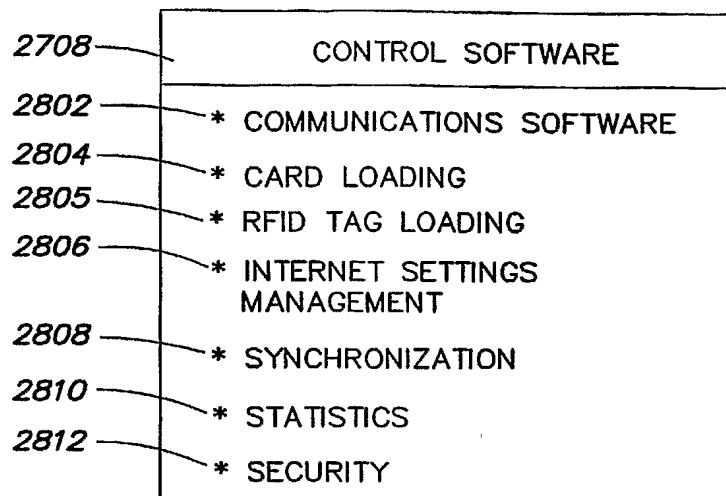 2708 CONTROL SOFTWARE
2802 * COMMUNICATIONS SOFTWARE
2804 * CARD LOADING
2805 * RFID TAG LOADING
2806 * INTERNET SETTINGS
MANAGEMENT
2808 * SYNCHRONIZATION
2810 * STATISTICS
2812 * SECURITY